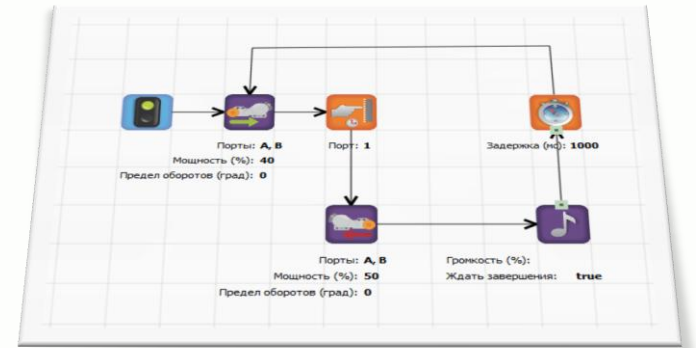 Порты: A, B
Мощность (%): 40
Предел оборотов (град): 0
Порт: 1
Задержка (мс): 1000
Порты: A, B
Мощность (%): 50
Предел оборотов (град): 0
Громкость (%):
Ждать завершения: true